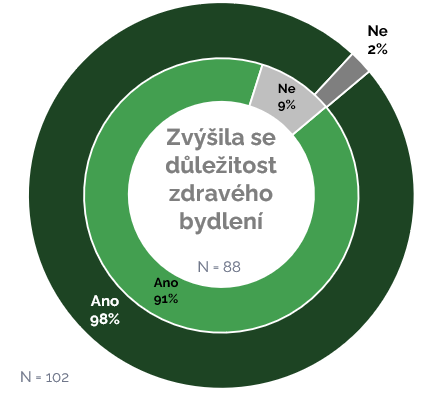 Ne
2%
Ne
9%
Zvýšila se
důležitost
zdravého
bydlení
N = 88
Ano
91%
Ano
98%
N = 102